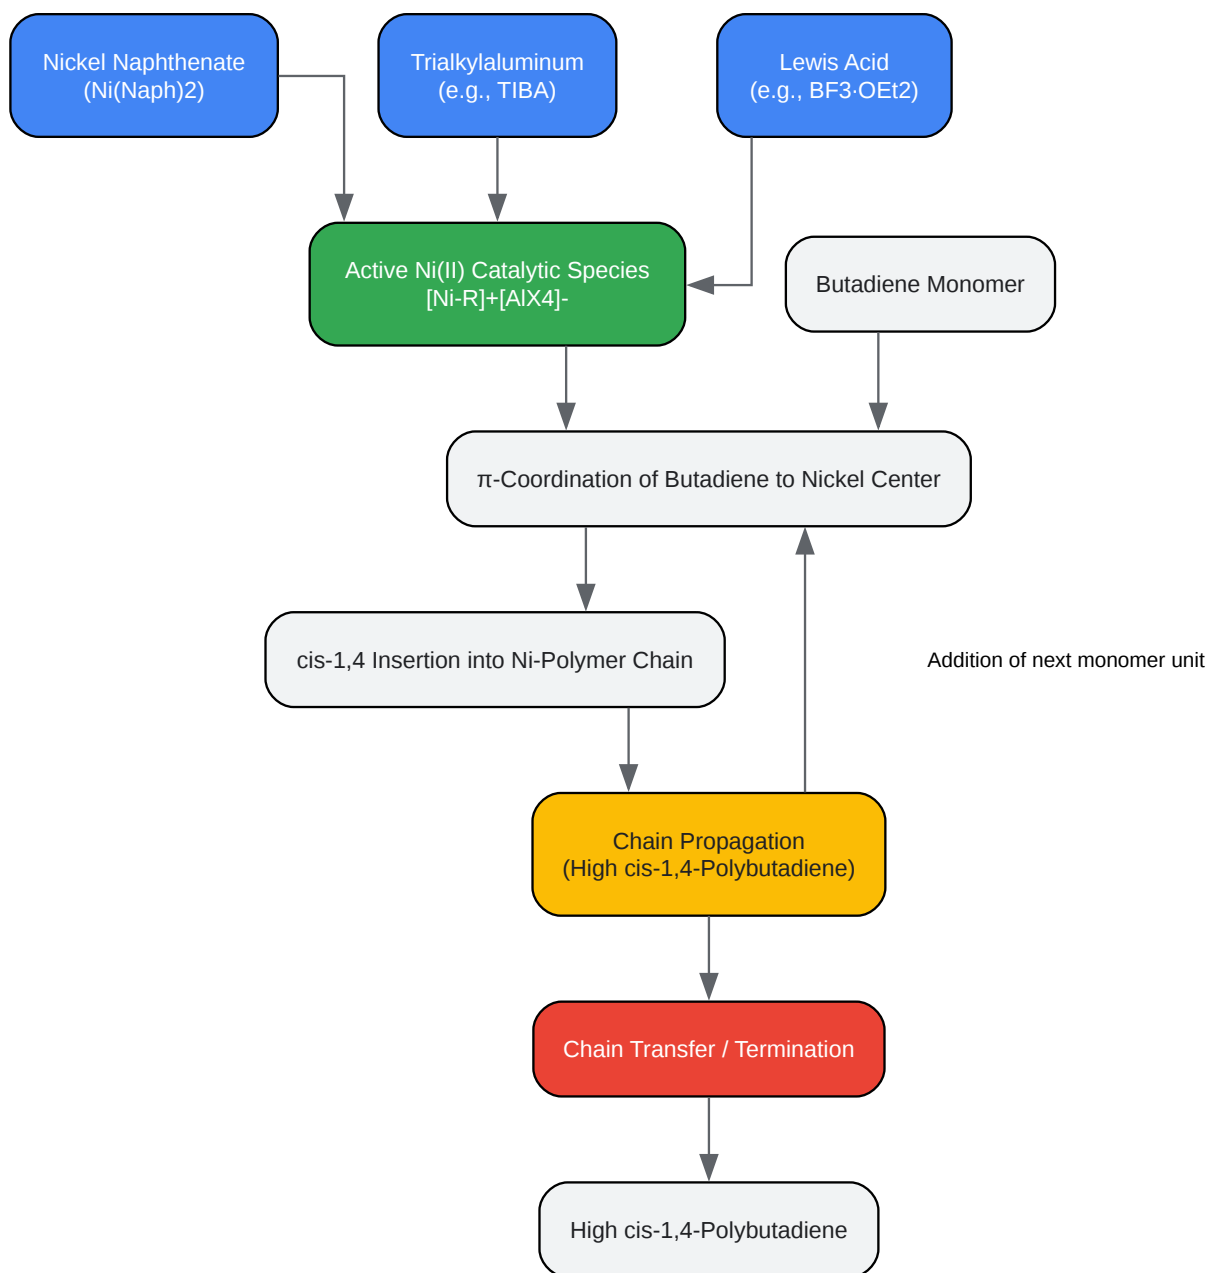 Nickel Naphthenate
(Ni(Naph)2)
Trialkylaluminum
(e.g., TIBA)
Lewis Acid
(e.g., BF3·OEt2)
Active Ni(II) Catalytic Species
[Ni-R]+[AlX4]-
Butadiene Monomer
π-Coordination of Butadiene to Nickel Center
cis-1,4 Insertion into Ni-Polymer Chain
Addition of next monomer unit
Chain Propagation
(High cis-1,4-Polybutadiene)
Chain Transfer / Termination
High cis-1,4-Polybutadiene